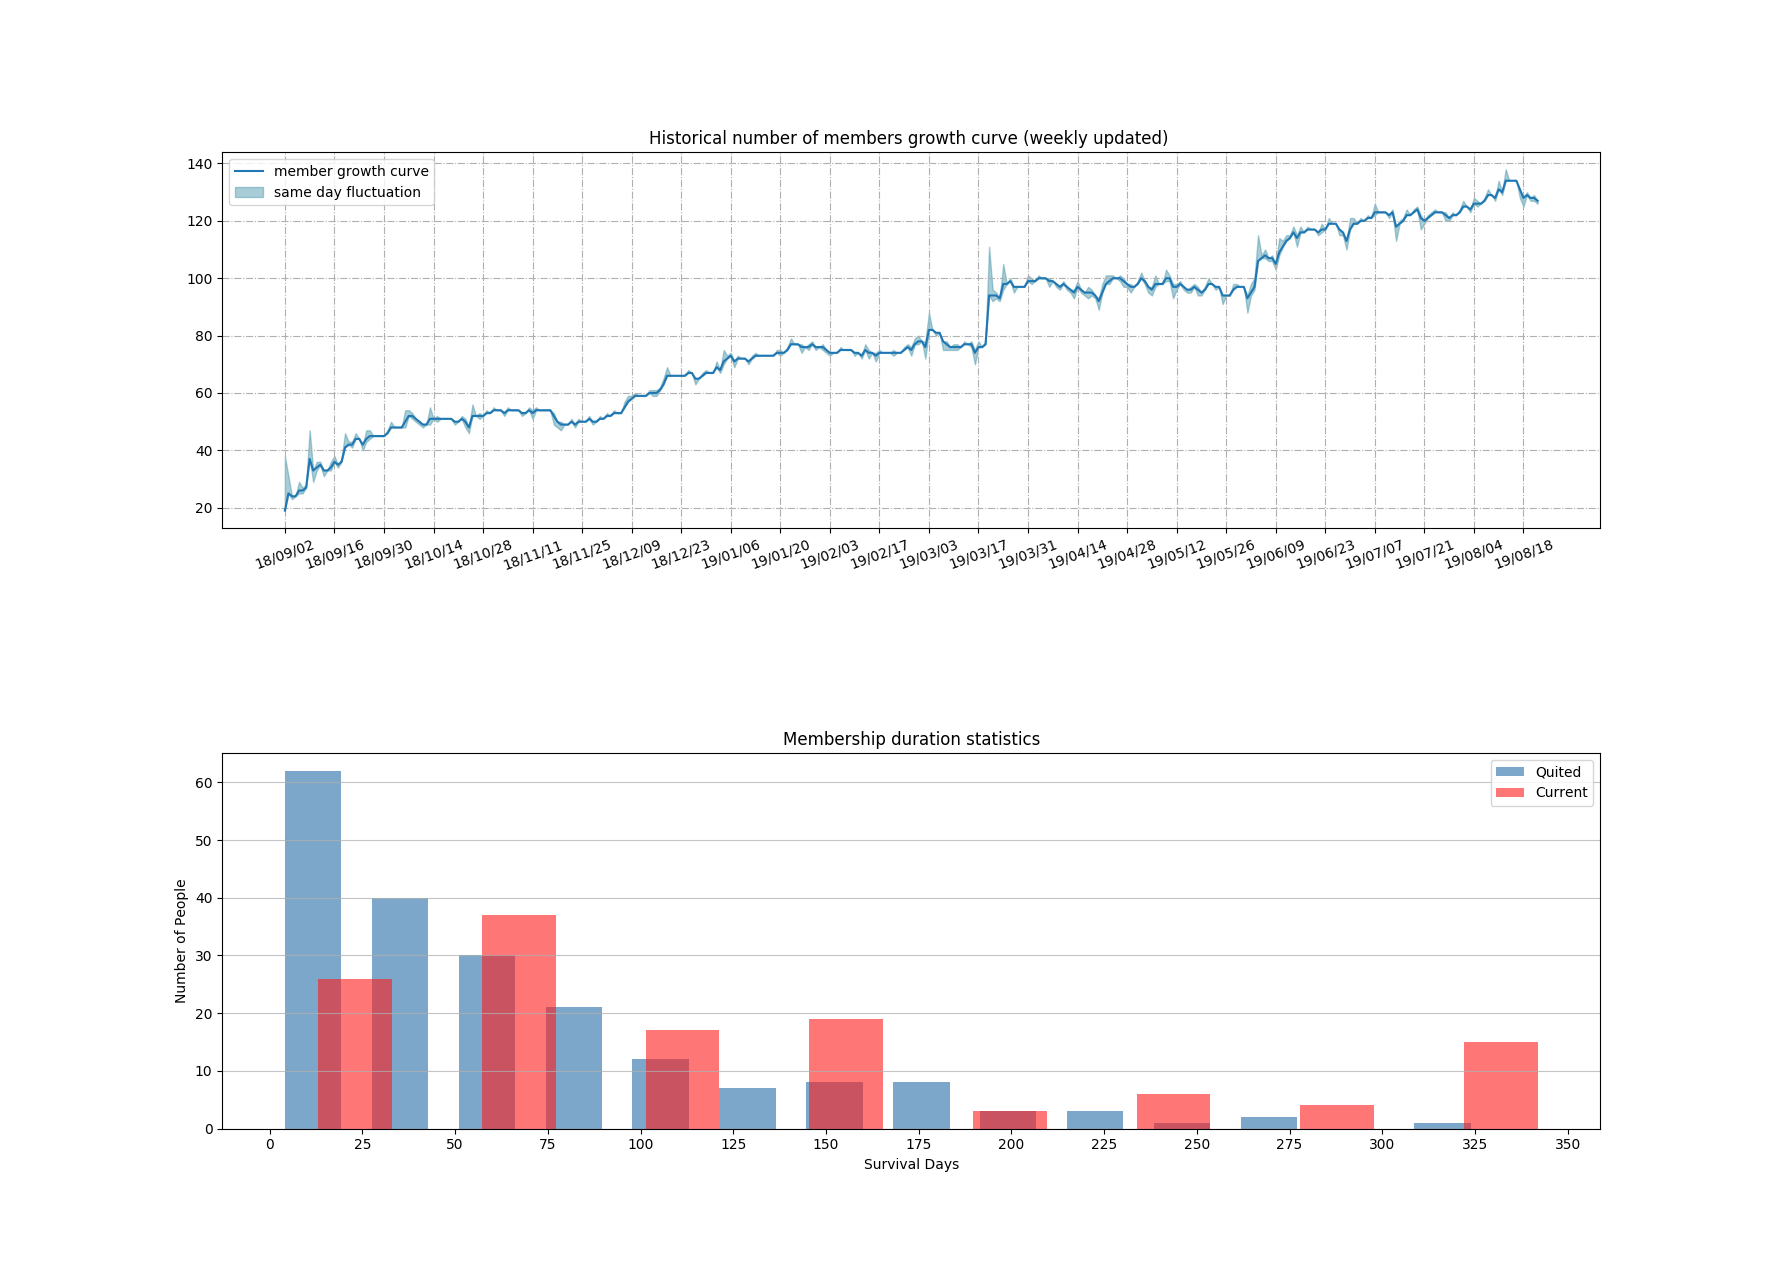 Historical number of members growth curve (weekly updated)
member growth curve
same day fluctuation
140
120
100
80
60
40
20
18/09/02 18/09/16 18/09/30 18/10/14 18/10/28 18/11/11 18/11/25 18/12/09 18/12/23 19/01/06 19/01/20 19/02/03 19/02/17 19/03/03 19/03/17 19/03/31 19/04/14 19/04/28 19/05/12 19/05/26 19/06/09 19/06/23 19/07/07 19/07/21 19/08/04 19/08/18
Membership duration statistics
Quited
Current
Number of People
60
50
40
30
20
10
0
0 25 50 75 100 125 150 175 200 225 250 275 300 325 350
Survival Days